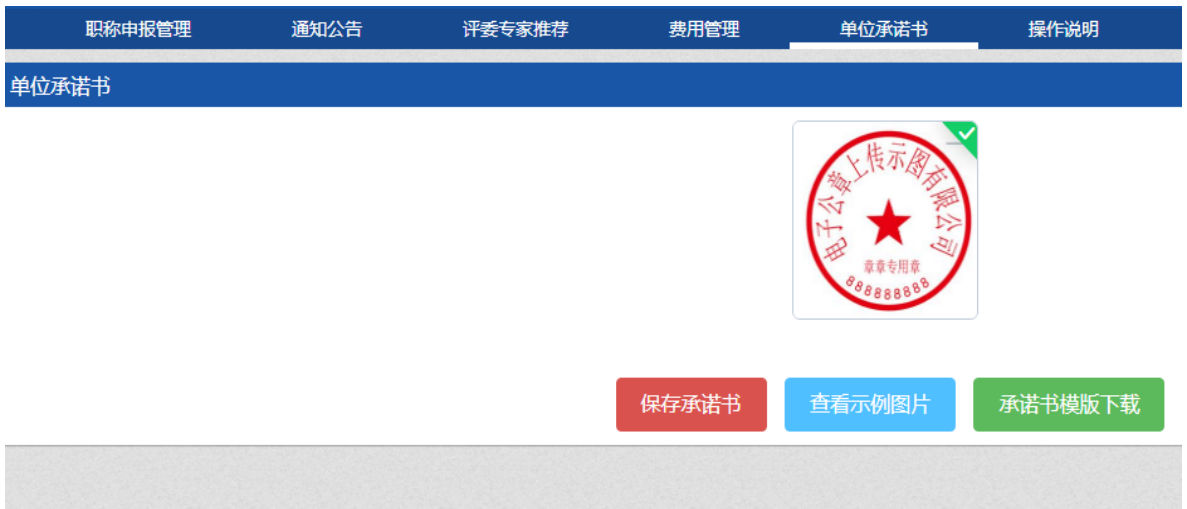 职称申报管理 通知公告 评委专家推荐 费用管理 单位承诺书 操作说明
单位承诺书
电子公章上传示图有限公司
章章专用章
888888888
保存承诺书 查看示例图片 承诺书模版下载